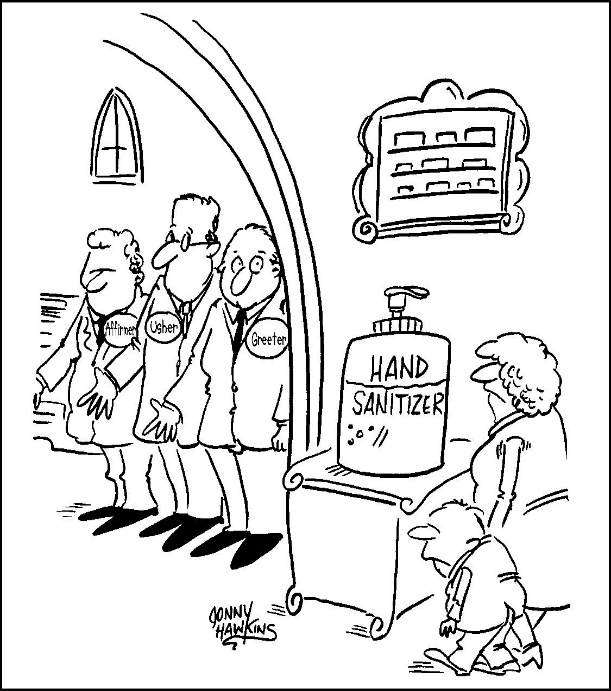 Affirmer
Usher
Greeter
HAND
SANITIZER
JONNY
HAWKINS